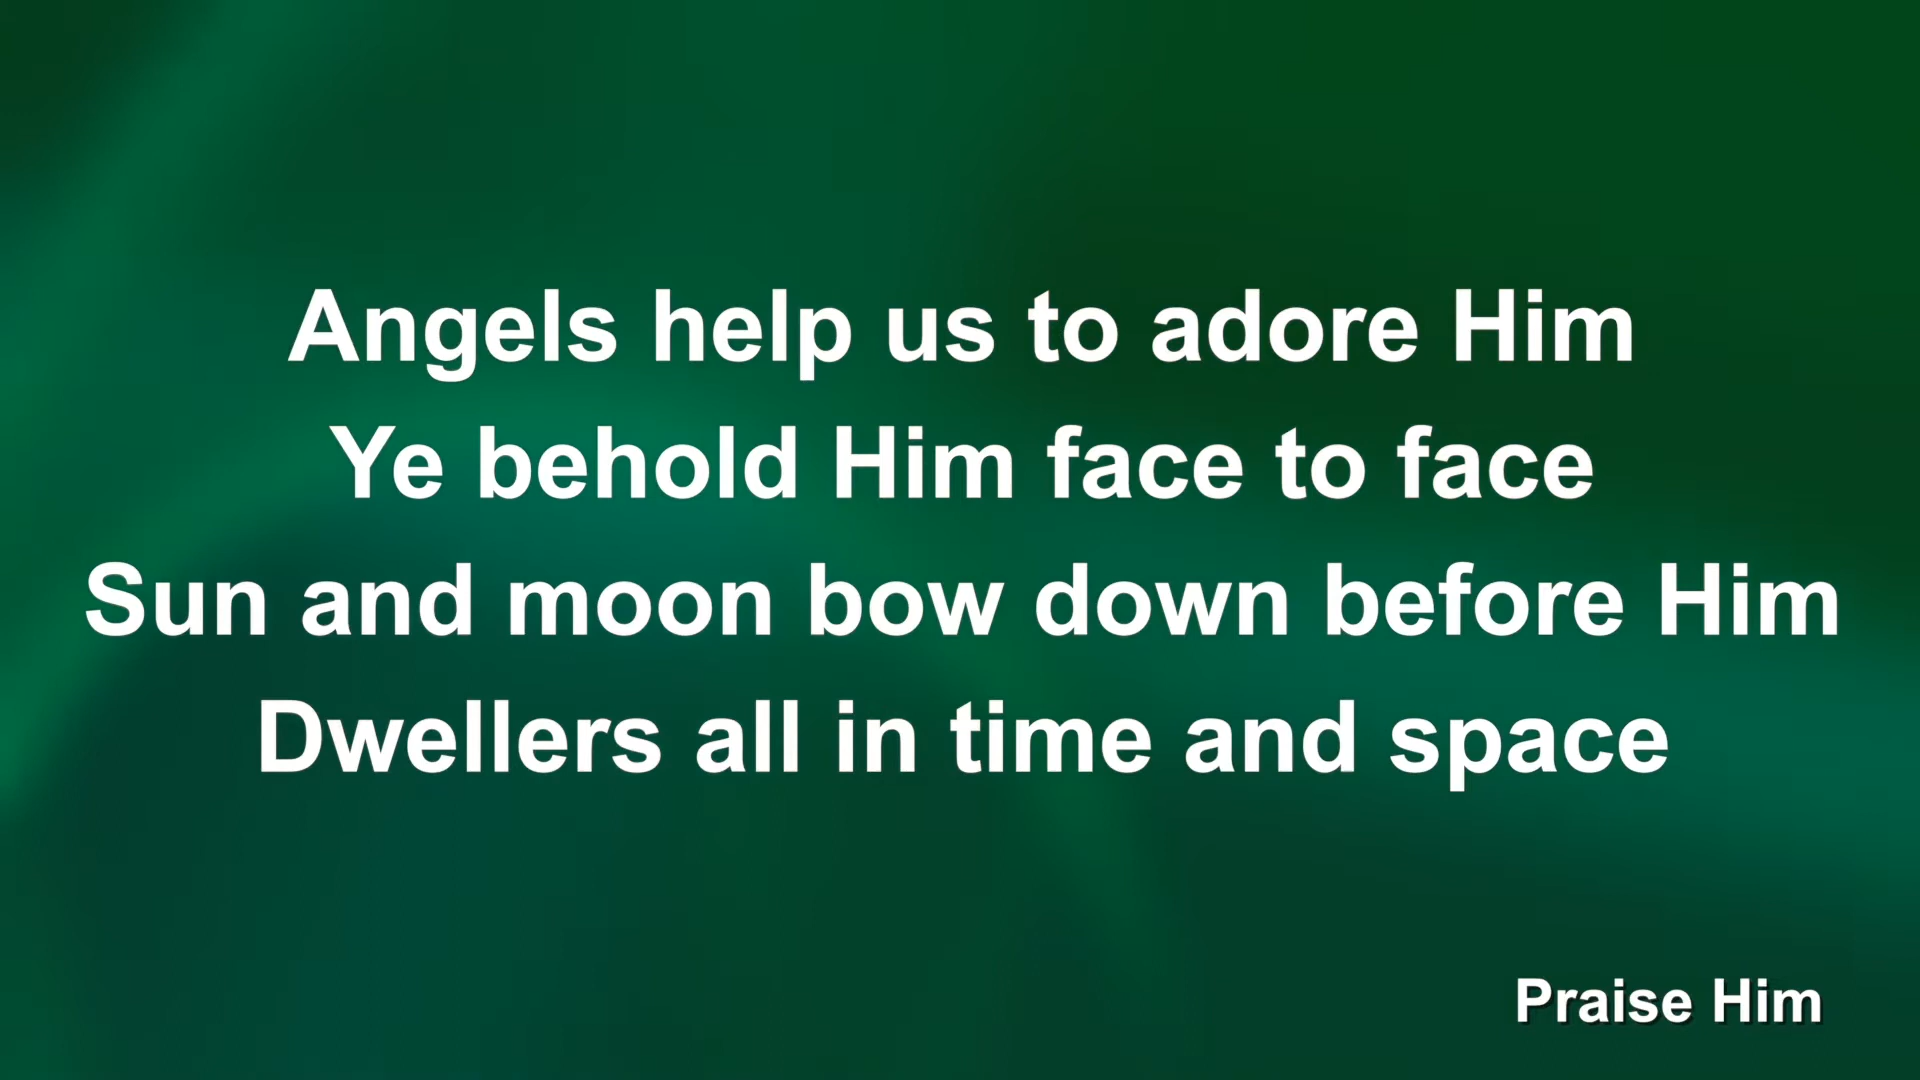 Angels help us to adore Him
Ye behold Him face to face
Sun and moon bow down before Him
Dwellers all in time and space
Praise Him